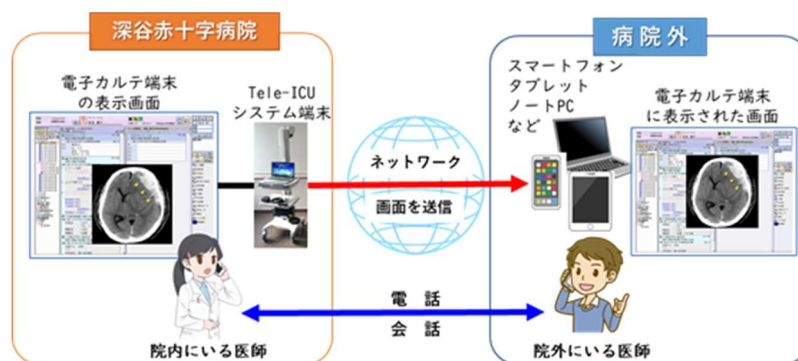 深谷赤十字病院
電子カルテ端末
の表示画面
Tele-ICU
システム端末
院内にいる医師
ネットワーク
画面を送信
電話
会話
病院外
スマートフォン
タブレット
ノートPC
など
電子カルテ端末
に表示された画面
院外にいる医師